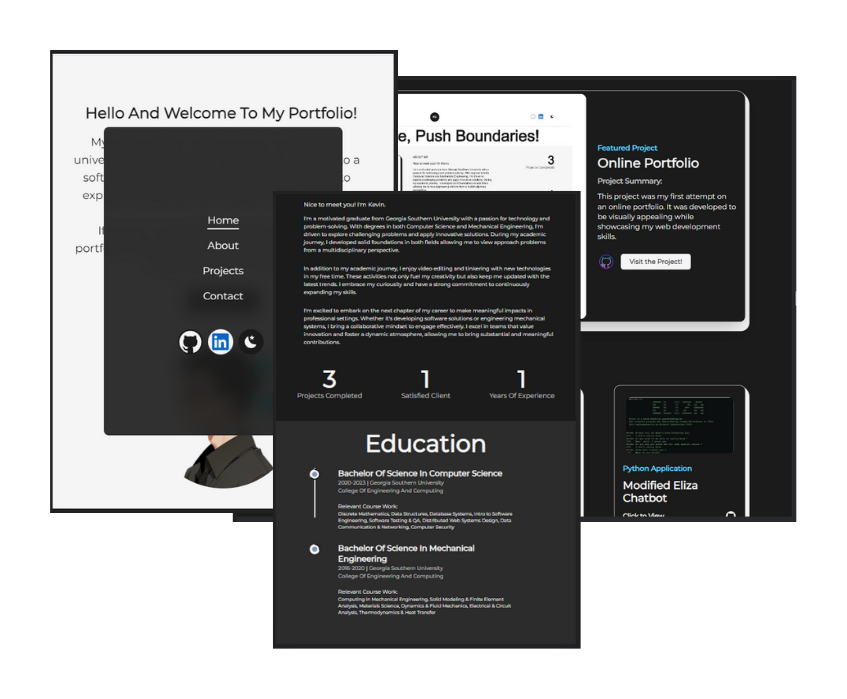 Hello And Welcome To My Portfolio!
My
unive
o a
soft
to
exp
If
portf
Home
About
Projects
Contact
in
e, Push Boundaries!
ABOUT ME
3
Projects Completed
Featured Project
Online Portfolio
Project Summary:
This project was my first attempt on
an online portfolio. It was developed to
be visually appealing while
showcasing my web development
skills.
Visit the Project!
Nice to meet you! I'm Kevin.
I'm a motivated graduate from Georgia Southern University with a passion for technology and
problem-solving. With degrees in both Computer Science and Mechanical Engineering, I'm
driven to explore challenging problems and apply innovative solutions. During my academic
journey, I developed solid foundations in both fields allowing me to view approach problems
from a multidisciplinary perspective.
In addition to my academic journey, I enjoy video editing and tinkering with new technologies
in my free time. These activities not only fuel my creativity but also keep me updated with the
latest trends. I embrace my curiously and have a strong commitment to continuously
expanding my skills.
I'm excited to embark on the next chapter of my career to make meaningful impacts in
professional settings. Whether it's developing software solutions or engineering mechanical
systems, I bring a collaborative mindset to engage effectively. I excel in teams that value
innovation and foster a dynamic atmosphere, allowing me to bring substantial and meaningful
contributions.
3
Projects Completed
1
Satisfied Client
1
Years Of Experience
Education
Bachelor Of Science In Computer Science
2020-2023 | Georgia Southern University
College Of Engineering And Computing
Relevant Course Work:
Discrete Mathematics, Data Structures, Database Systems, Intro to Software
Engineering, Software Testing & QA, Distributed Web Systems Design, Data
Communication & Networking, Computer Security
Bachelor Of Science In Mechanical
Engineering
2016-2020 | Georgia Southern University
College Of Engineering And Computing
Relevant Course Work:
Computing in Mechanical Engineering, Solid Modeling & Finite Element
Analysis, Materials Science, Dynamics & Fluid Mechanics, Electrical & Circuit
Analysis, Thermodynamics & Heat Transfer
Python Application
Modified Eliza
Chatbot
Click to View